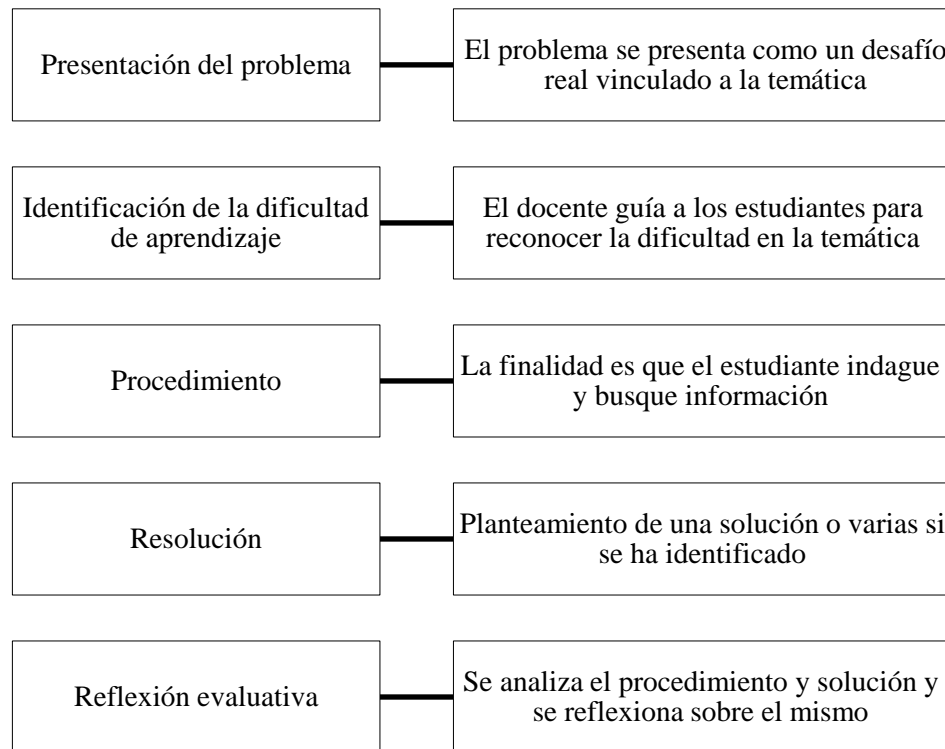 Presentación del problema
El problema se presenta como un desafío
real vinculado a la temática
Identificación de la dificultad
de aprendizaje
El docente guía a los estudiantes para
reconocer la dificultad en la temática
Procedimiento
La finalidad es que el estudiante indague
y busque información
Resolución
Planteamiento de una solución o varias si
se ha identificado
Reflexión evaluativa
Se analiza el procedimiento y solución y
se reflexiona sobre el mismo